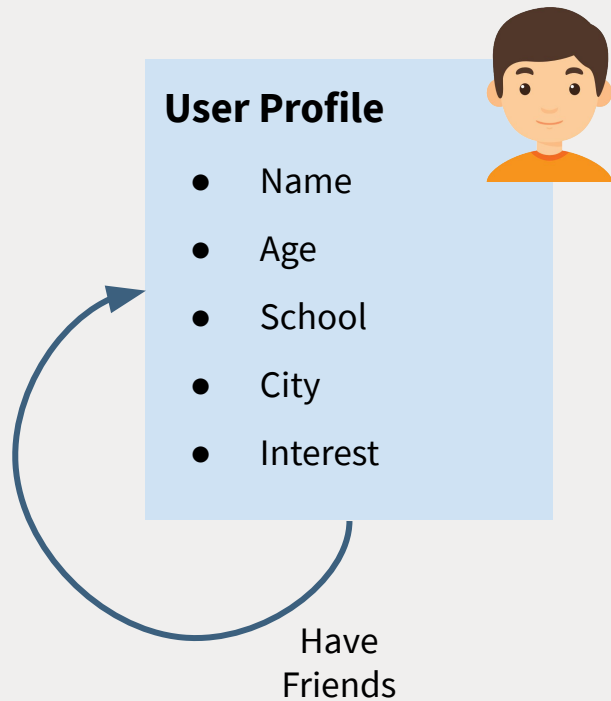 User Profile
● Name
● Age
● School
● City
● Interest
Have
Friends